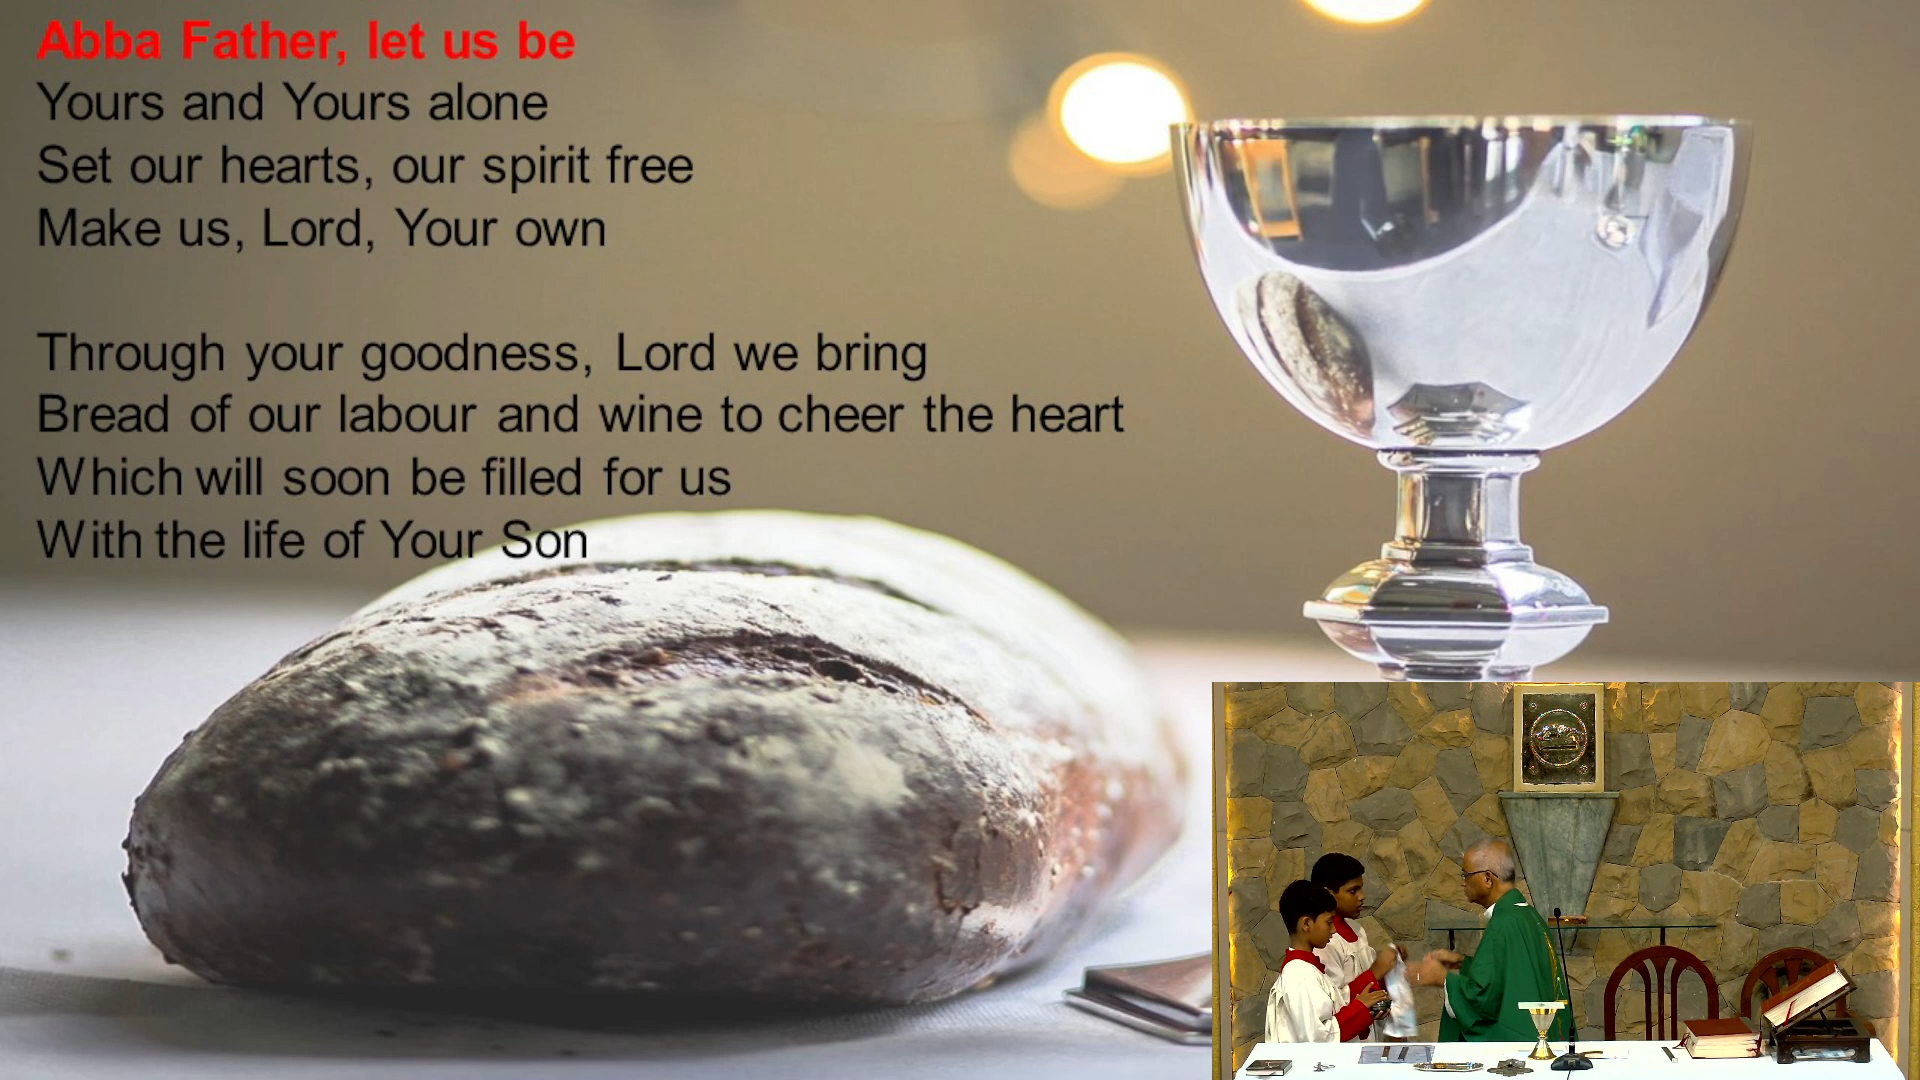 Abba Father, let us be
Yours and Yours alone
Set our hearts, our spirit free
Make us, Lord, Your own
Through your goodness, Lord we bring
Bread of our labour and wine to cheer the heart
Which will soon be filled for us
With the life of Your Son